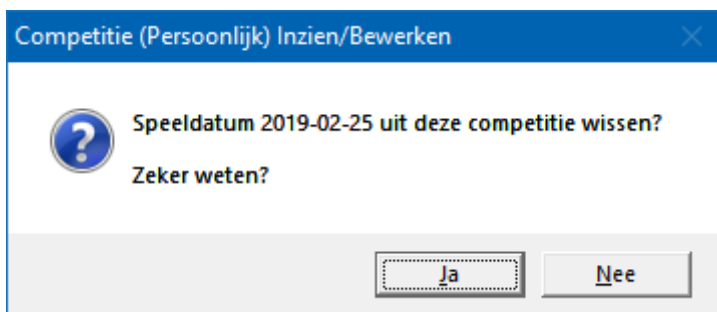 Competitie (Persoonlijk) Inzien/Bewerken
Speeldatum 2019-02-25 uit deze competitie wissen?
Zeker weten?
Ja
Nee